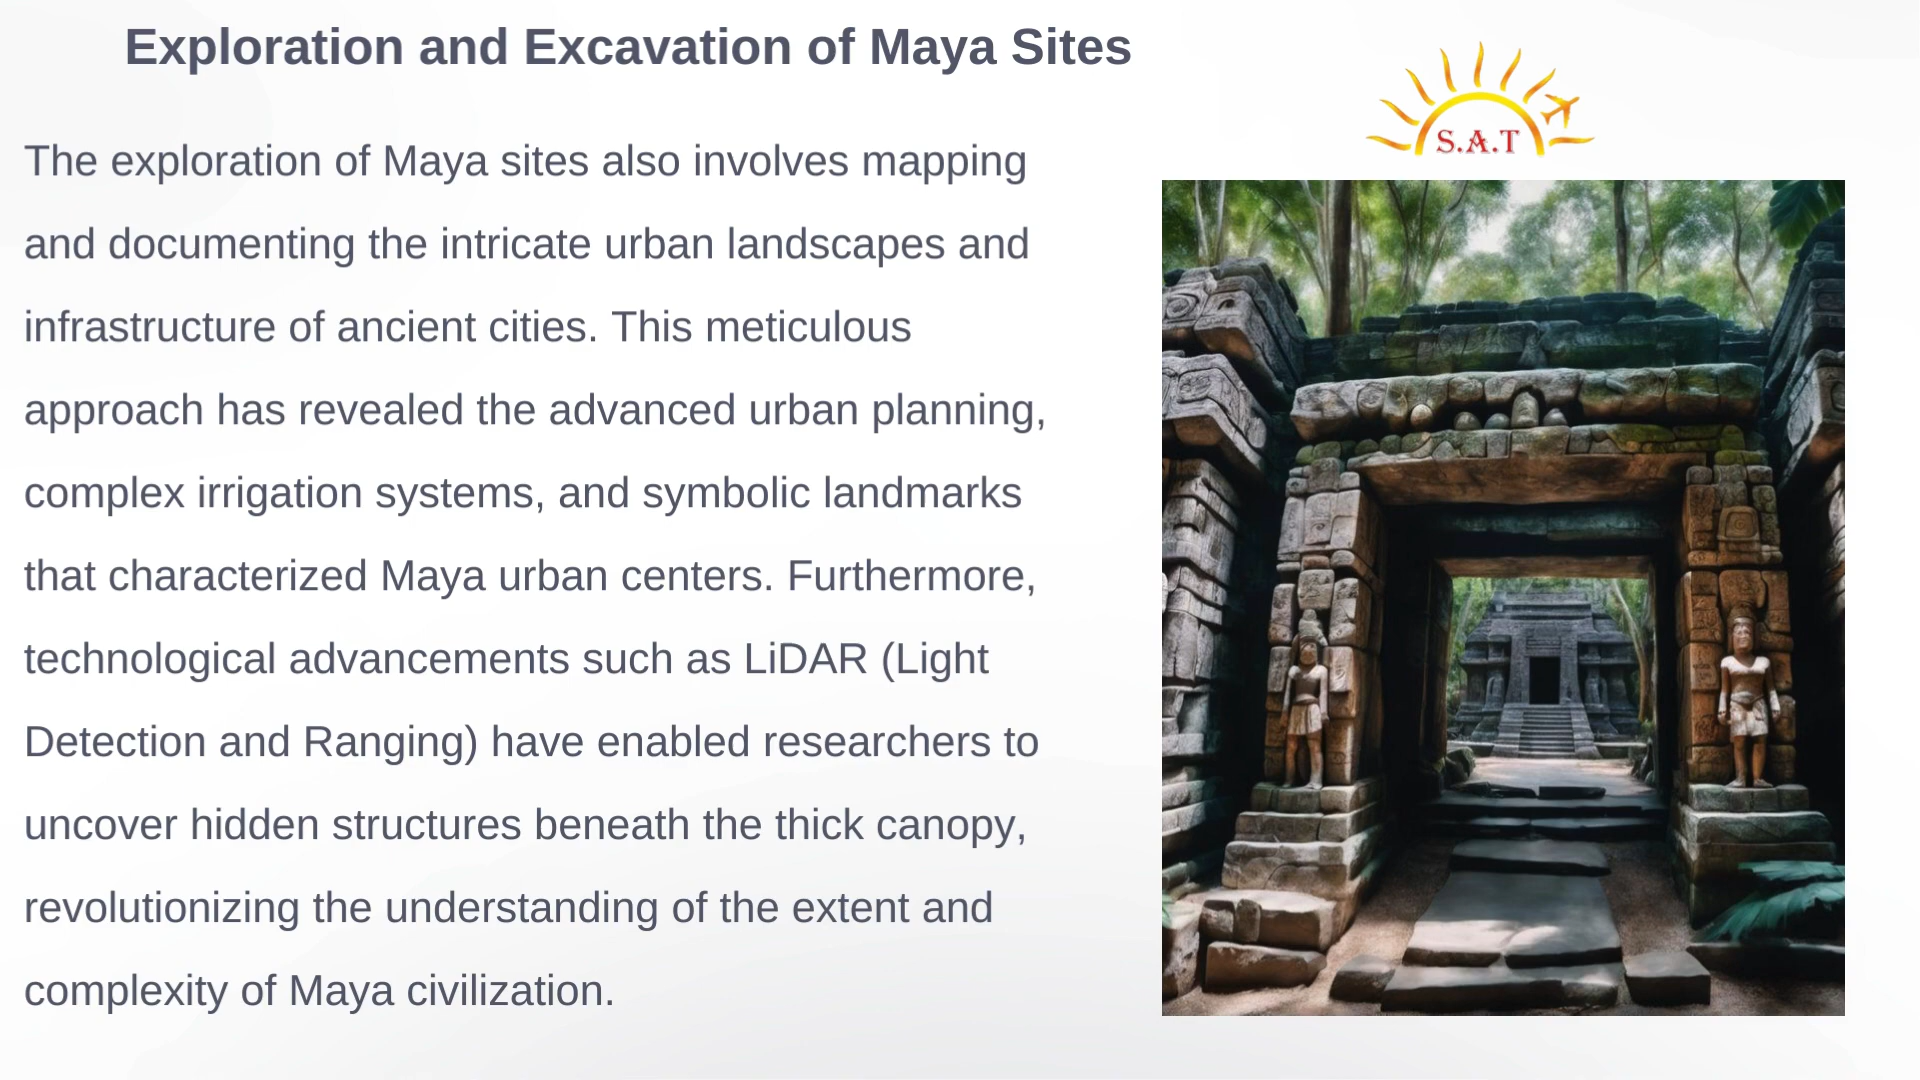 Exploration and Excavation of Maya Sites
S.A.T
The exploration of Maya sites also involves mapping
and documenting the intricate urban landscapes and
infrastructure of ancient cities. This meticulous
approach has revealed the advanced urban planning,
complex irrigation systems, and symbolic landmarks
that characterized Maya urban centers. Furthermore,
technological advancements such as LiDAR (Light
Detection and Ranging) have enabled researchers to
uncover hidden structures beneath the thick canopy,
revolutionizing the understanding of the extent and
complexity of Maya civilization.